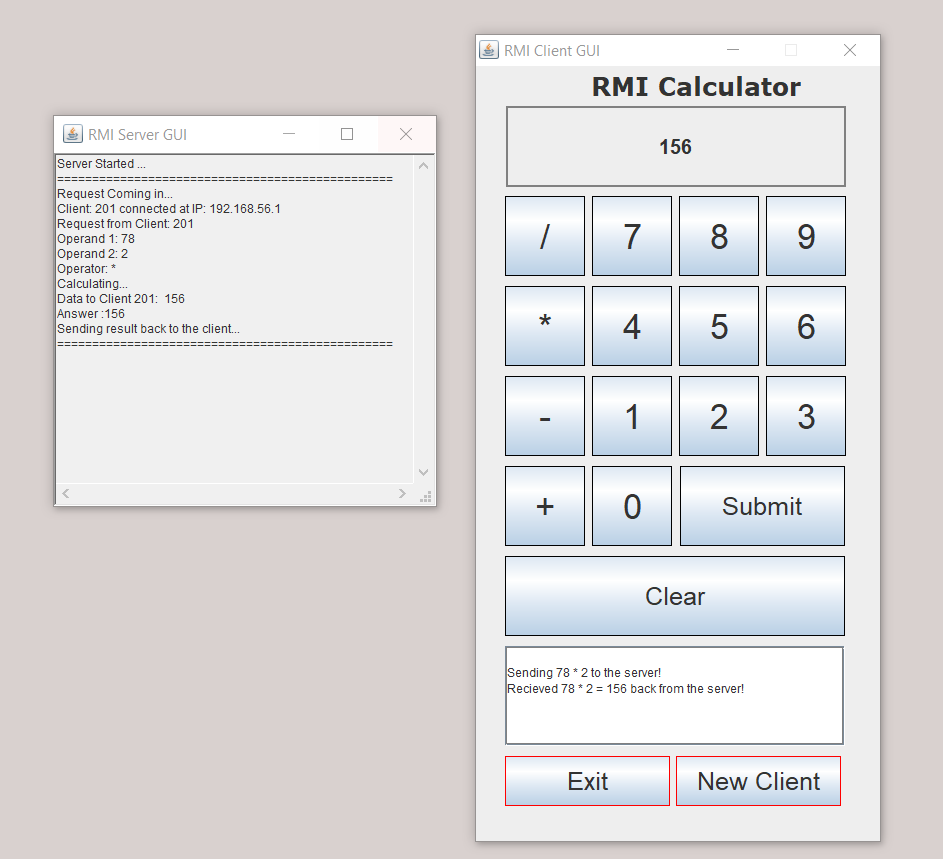 RMI Server GUI
Server Started ...
================================================
Request Coming in...
Client: 201 connected at IP: 192.168.56.1
Request from Client: 201
Operand 1: 78
Operand 2: 2
Operator: *
Calculating...
Data to Client 201:  156
Answer :156
Sending result back to the client...
================================================
RMI Client GUI
RMI Calculator
156
/ 7 8 9
* 4 5 6
- 1 2 3
+ 0 Submit
Clear
Sending 78 * 2 to the server!
Recieved 78 * 2 = 156 back from the server!
Exit New Client